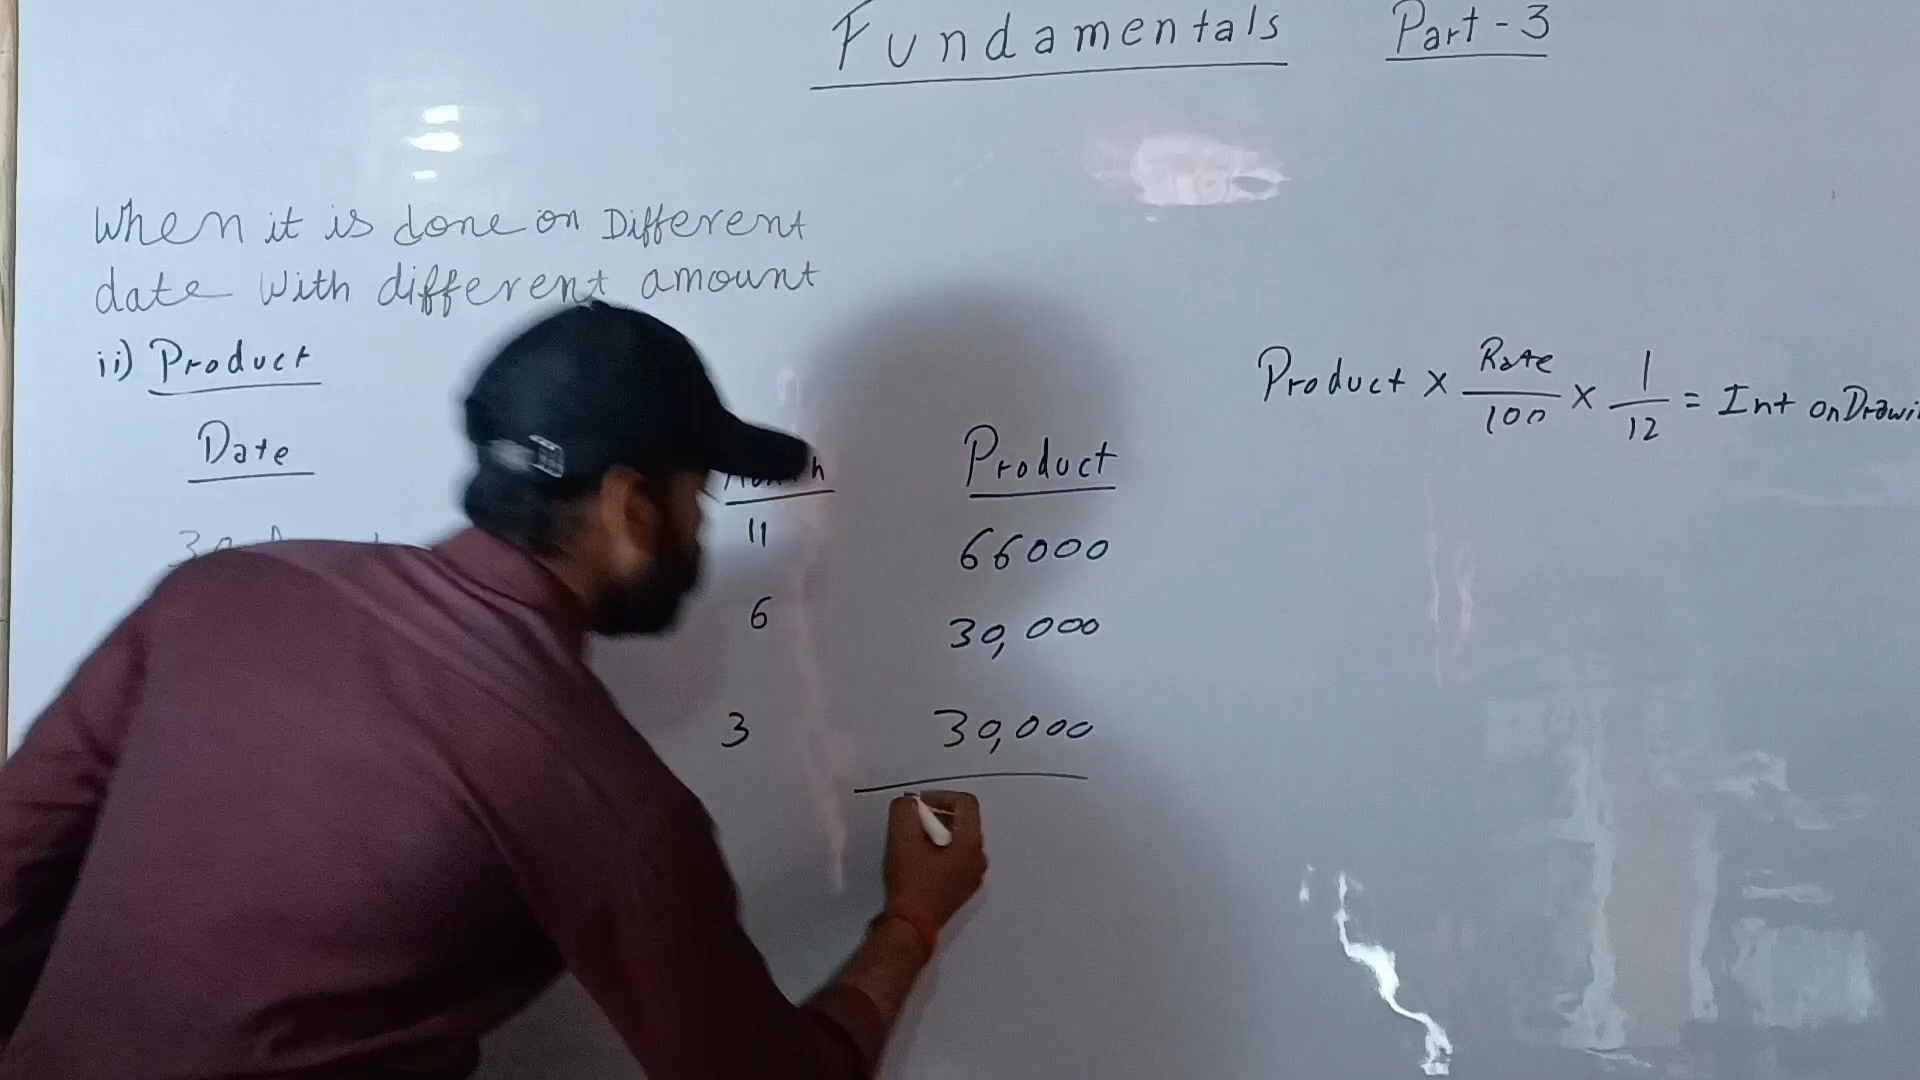 Fundamentals Part-3
When it is done on Different
date with different amount
ii) Product
Product × Rate/100 × 1/12 = Int on
Date Product
11 66000
6 30,000
3 30,000